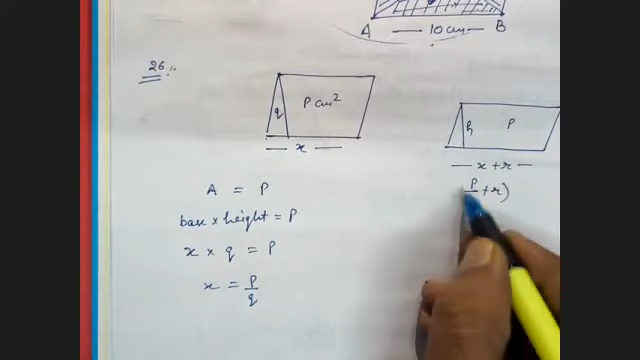 A — 10 cm — B
26 :.
q P cm²
— x —
h P
— x + r —
P + r)
A = P
base × height = P
x × q = P
x = P/q